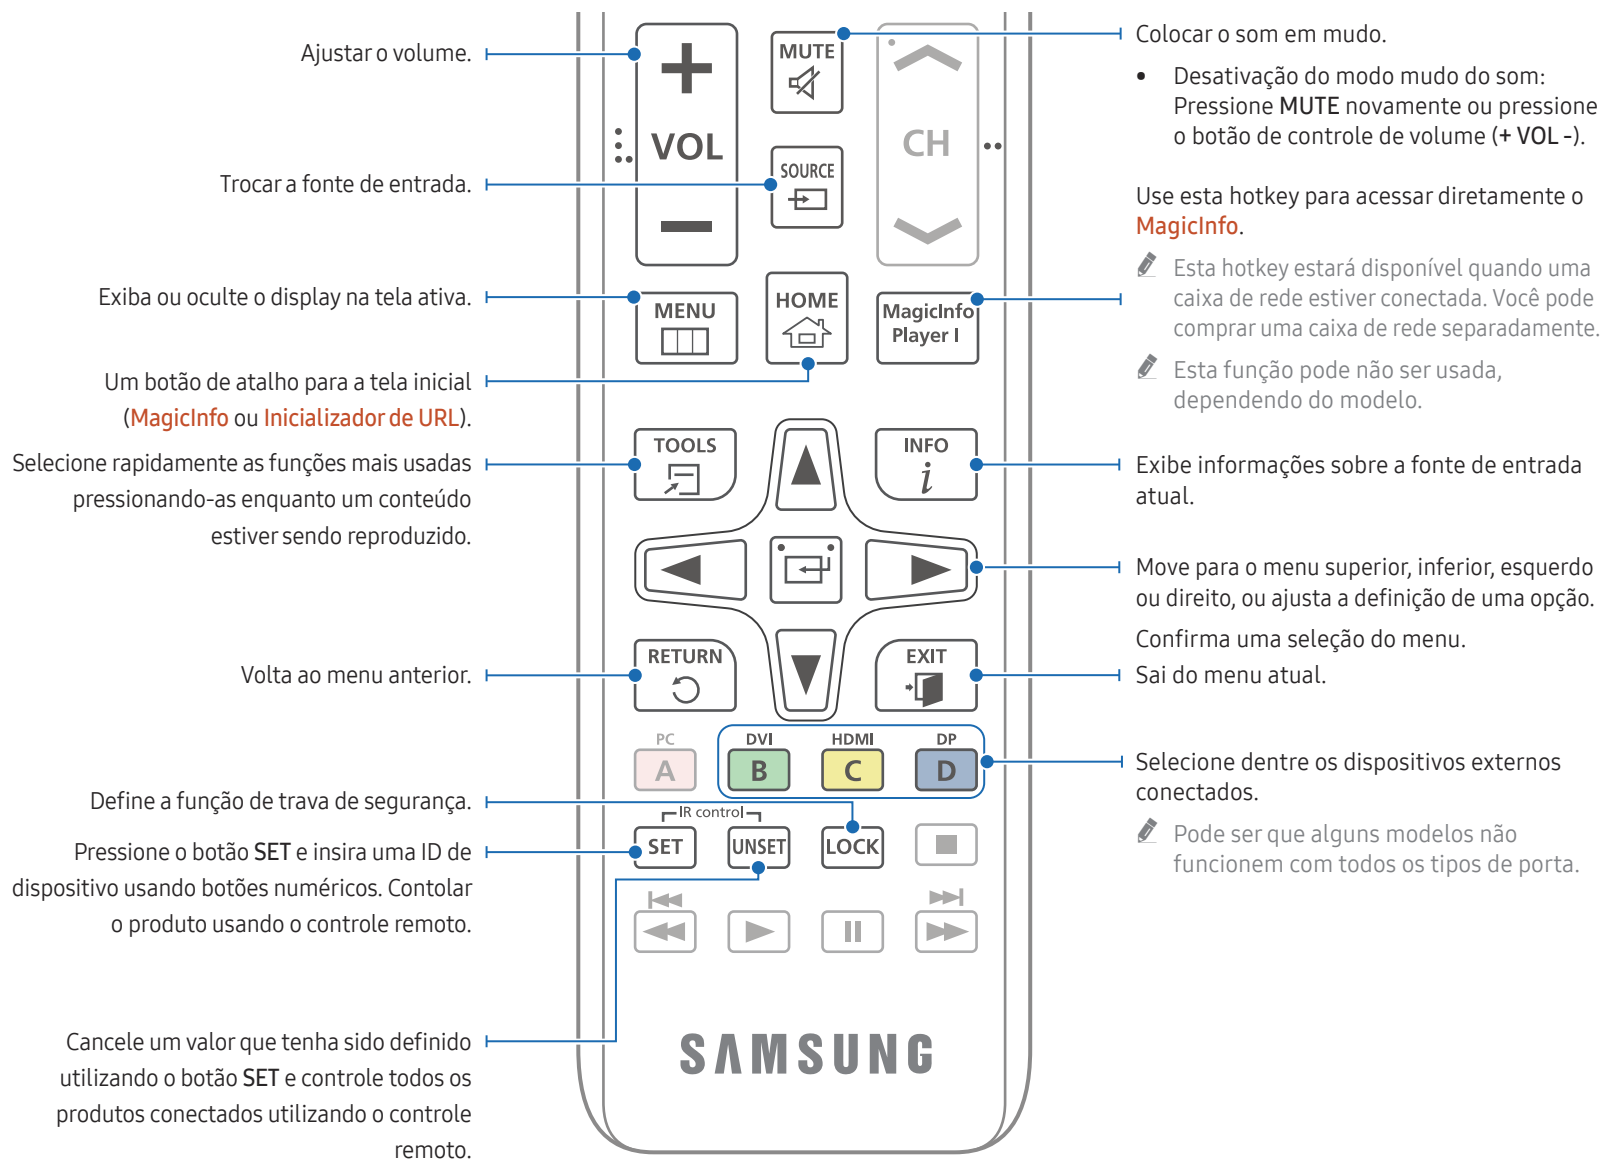 Ajustar o volume.
Trocar a fonte de entrada.
Exiba ou oculte o display na tela ativa.
Um botão de atalho para a tela inicial
(MagicInfo ou Inicializador de URL).
Selecione rapidamente as funções mais usadas
pressionando-as enquanto um conteúdo
estiver sendo reproduzido.
Volta ao menu anterior.
Define a função de trava de segurança.
Pressione o botão SET e insira uma ID de
dispositivo usando botões numéricos. Contolar
o produto usando o controle remoto.
Cancele um valor que tenha sido definido
utilizando o botão SET e controle todos os
produtos conectados utilizando o controle
remoto.
VOL
MUTE
CH
SOURCE
MENU
HOME
MagicInfo
Player I
TOOLS
INFO
i
RETURN
EXIT
PC
DVI
HDMI
DP
A
B
C
D
IR control
SET
UNSET
LOCK
SAMSUNG
Colocar o som em mudo.
• Desativação do modo mudo do som:
Pressione MUTE novamente ou pressione
o botão de controle de volume (+ VOL -).
Use esta hotkey para acessar diretamente o
MagicInfo.
Esta hotkey estará disponível quando uma
caixa de rede estiver conectada. Você pode
comprar uma caixa de rede separadamente.
Esta função pode não ser usada,
dependendo do modelo.
Exibe informações sobre a fonte de entrada
atual.
Move para o menu superior, inferior, esquerdo
ou direito, ou ajusta a definição de uma opção.
Confirma uma seleção do menu.
Sai do menu atual.
Selecione dentre os dispositivos externos
conectados.
Pode ser que alguns modelos não
funcionem com todos os tipos de porta.